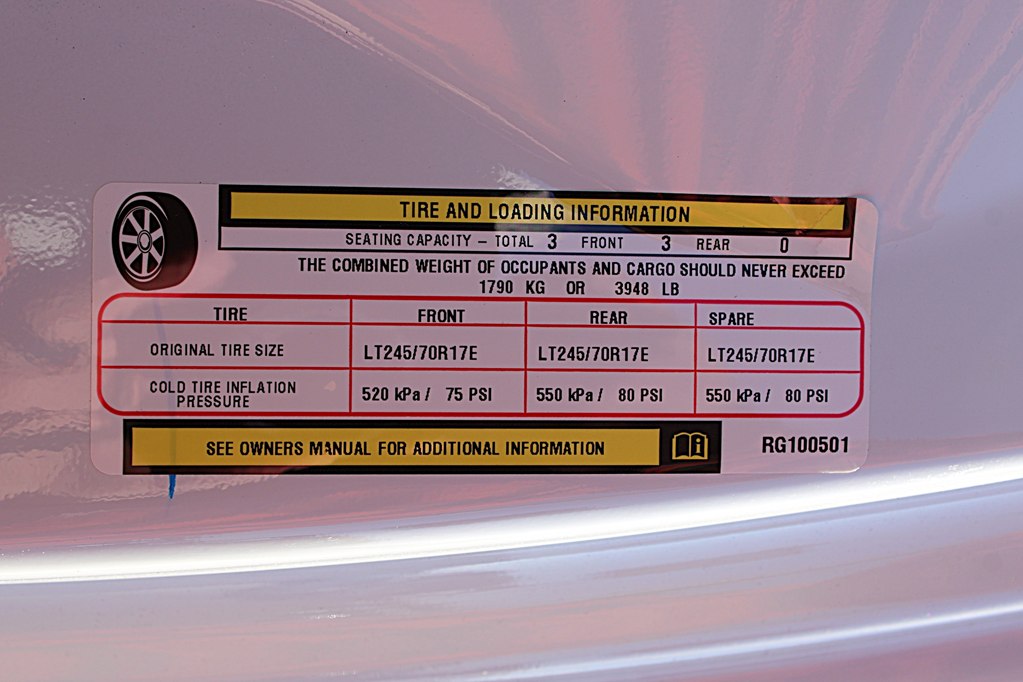 TIRE AND LOADING INFORMATION
SEATING CAPACITY – TOTAL 3 FRONT 3 REAR 0
THE COMBINED WEIGHT OF OCCUPANTS AND CARGO SHOULD NEVER EXCEED
1790 KG OR 3948 LB
TIRE FRONT REAR SPARE
ORIGINAL TIRE SIZE LT245/70R17E LT245/70R17E LT245/70R17E
COLD TIRE INFLATION
PRESSURE 520 kPa / 75 PSI 550 kPa / 80 PSI 550 kPa / 80 PSI
SEE OWNERS MANUAL FOR ADDITIONAL INFORMATION
RG100501